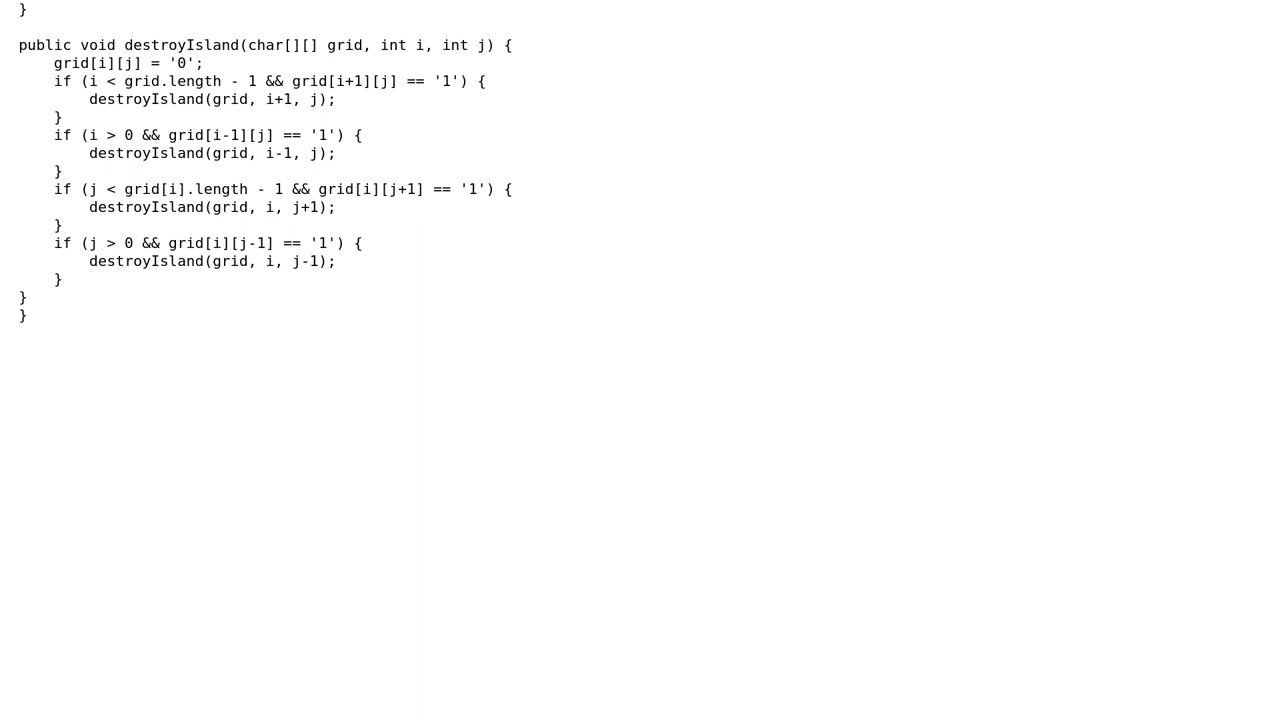 }
public void destroyIsland(char[][] grid, int i, int j) {
    grid[i][j] = '0';
    if (i < grid.length - 1 && grid[i+1][j] == '1') {
        destroyIsland(grid, i+1, j);
    }
    if (i > 0 && grid[i-1][j] == '1') {
        destroyIsland(grid, i-1, j);
    }
    if (j < grid[i].length - 1 && grid[i][j+1] == '1') {
        destroyIsland(grid, i, j+1);
    }
    if (j > 0 && grid[i][j-1] == '1') {
        destroyIsland(grid, i, j-1);
    }
}
}